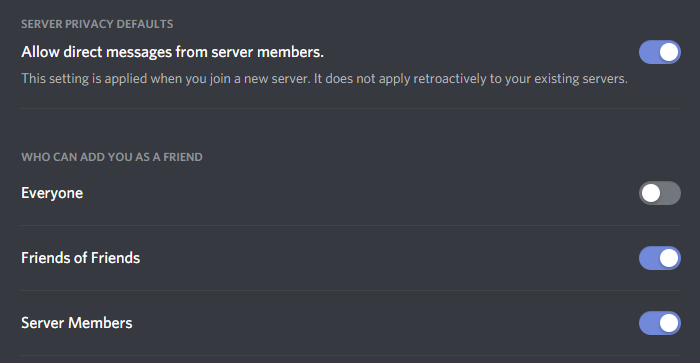 SERVER PRIVACY DEFAULTS
Allow direct messages from server members.
This setting is applied when you join a new server. It does not apply retroactively to your existing servers.
WHO CAN ADD YOU AS A FRIEND
Everyone
Friends of Friends
Server Members